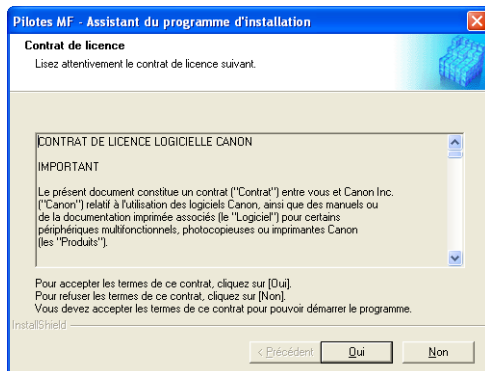 Pilotes MF - Assistant du programme d'installation
Contrat de licence
Lisez attentivement le contrat de licence suivant.
CONTRAT DE LICENCE LOGICIELLE CANON
IMPORTANT
Le présent document constitue un contrat ("Contrat") entre vous et Canon Inc.
("Canon") relatif à l'utilisation des logiciels Canon, ainsi que des manuels ou
de la documentation imprimée associés (le "Logiciel") pour certains
périphériques multifonctionnels, photocopieuses ou imprimantes Canon
(les "Produits").
Pour accepter les termes de ce contrat, cliquez sur [Oui].
Pour refuser les termes de ce contrat, cliquez sur [Non].
Vous devez accepter les termes de ce contrat pour pouvoir démarrer le programme.
InstallShield
< Précédent Oui Non